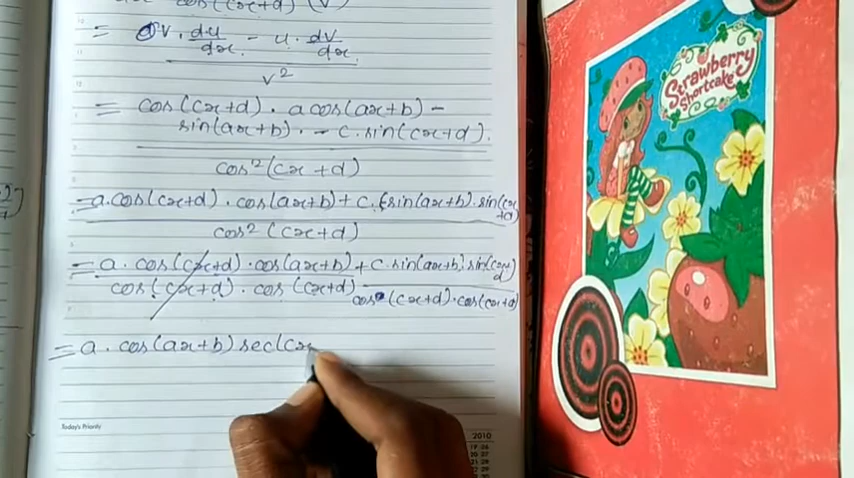 cos(cx+d) (v)
= v . du/dx - u . dv/dx
v²
= cos(cx+d) . a cos(ax+b) -
sin(ax+b) . - c . sin(cx+d) .
cos²(cx+d)
= a . cos(cx+d) . cos(ax+b) + c . sin(ax+b) . sin(cx+d)
cos²(cx+d)
= a . cos(cx+d) . cos(ax+b) + c . sin(ax+b) . sin(cx+d)
cos(cx+d) . cos(cx+d) cos(cx+d) . cos(cx+d)
= a . cos(ax+b) sec(cx
Today's Priority
2010
Strawberry
Shortcake